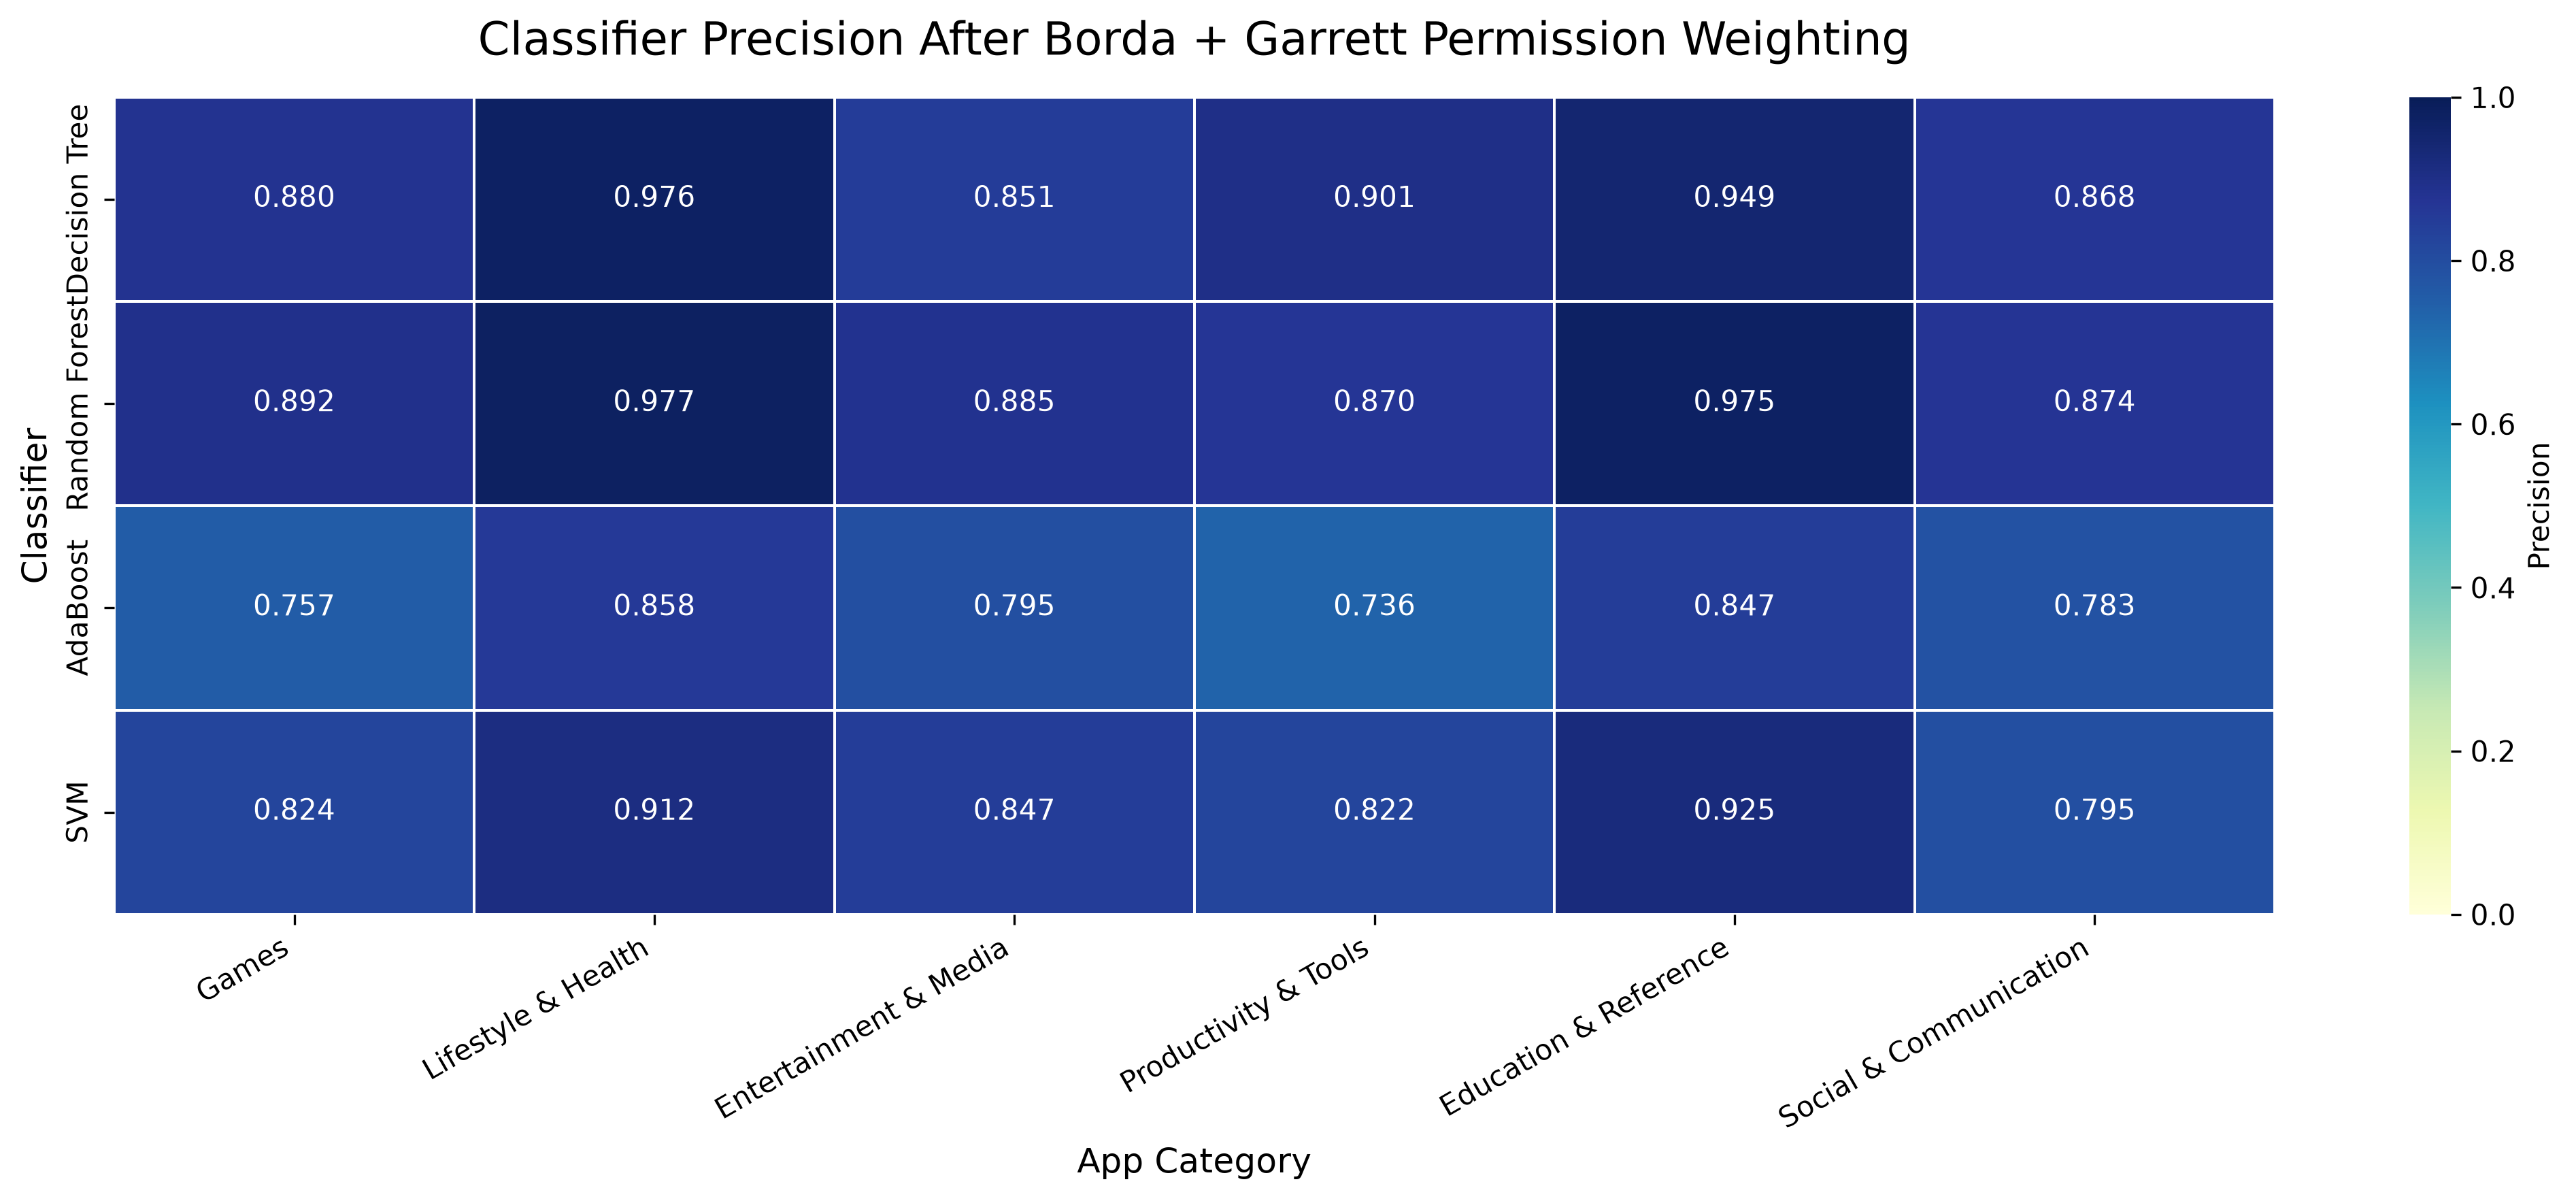 Classifier Precision After Borda + Garrett Permission Weighting
Classifier
Decision Tree
0.880 0.976 0.851 0.901 0.949 0.868
Random Forest
0.892 0.977 0.885 0.870 0.975 0.874
AdaBoost
0.757 0.858 0.795 0.736 0.847 0.783
SVM
0.824 0.912 0.847 0.822 0.925 0.795
Games
Lifestyle & Health
Entertainment & Media
Productivity & Tools
Education & Reference
Social & Communication
App Category
1.0
0.8
0.6
0.4
0.2
0.0
Precision